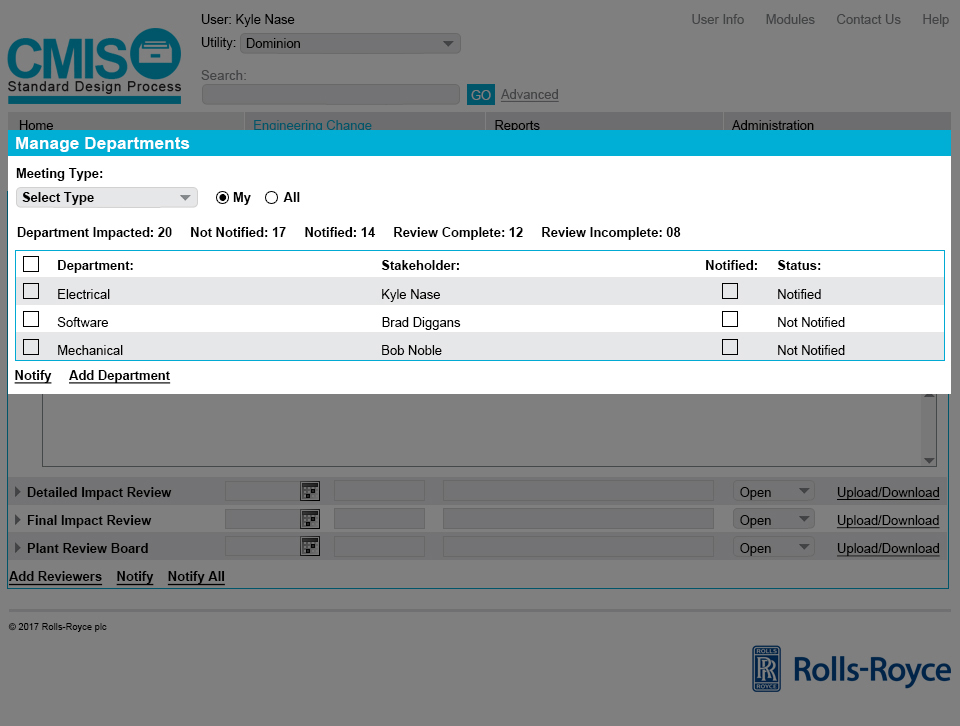 User: Kyle Nase
User Info Modules Contact Us Help
Utility: Dominion
CMIS
Standard Design Process
Search:
GO Advanced
Home Engineering Change Reports Administration
Manage Departments
Meeting Type:
Select Type My All
Department Impacted: 20 Not Notified: 17 Notified: 14 Review Complete: 12 Review Incomplete: 08
Department: Stakeholder: Notified: Status:
Electrical Kyle Nase Notified
Software Brad Diggans Not Notified
Mechanical Bob Noble Not Notified
Notify Add Department
Detailed Impact Review Open Upload/Download
Final Impact Review Open Upload/Download
Plant Review Board Open Upload/Download
Add Reviewers Notify Notify All
© 2017 Rolls-Royce plc
ROLLS
RR
ROYCE
Rolls-Royce